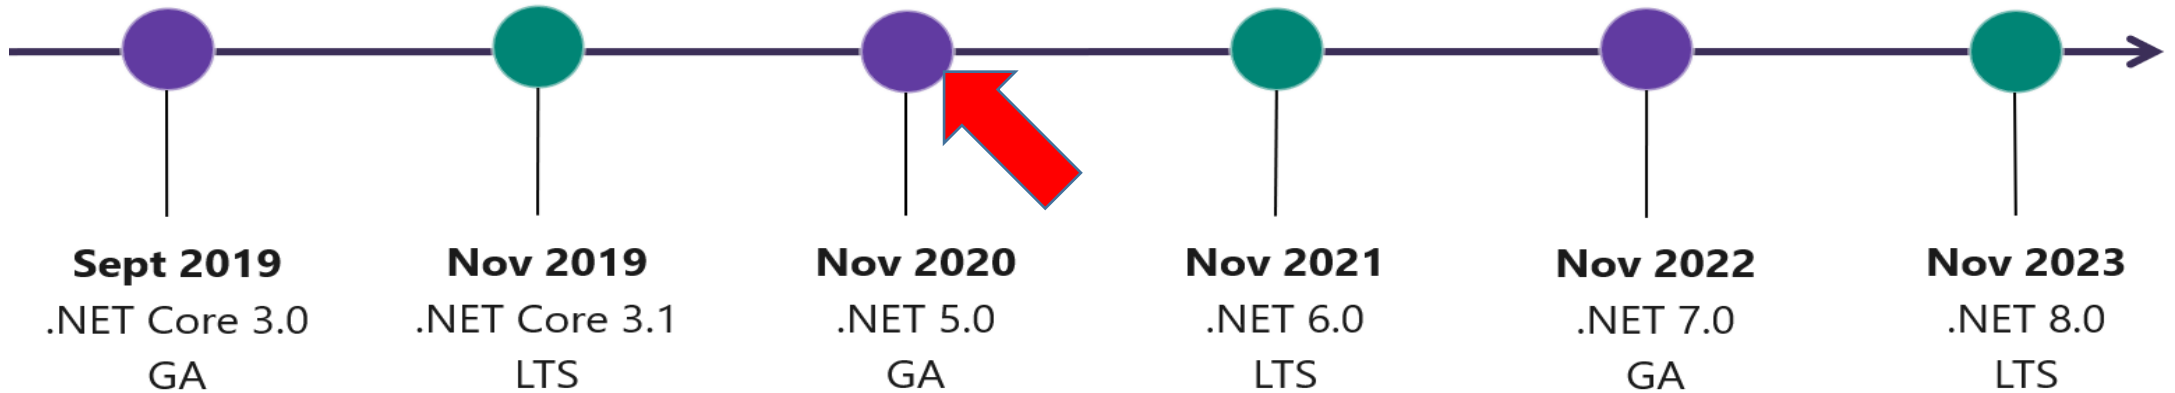 Sept 2019
.NET Core 3.0
GA
Nov 2019
.NET Core 3.1
LTS
Nov 2020
.NET 5.0
GA
Nov 2021
.NET 6.0
LTS
Nov 2022
.NET 7.0
GA
Nov 2023
.NET 8.0
LTS